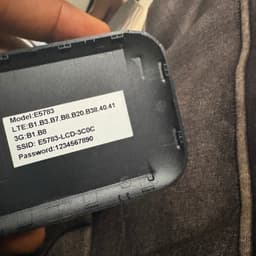 Model:E5783
LTE:B1.B3.B7.B8.B20.B38.40.41
3G:B1.B8
SSID: E5783-LCD-3C0C
Password:1234567890